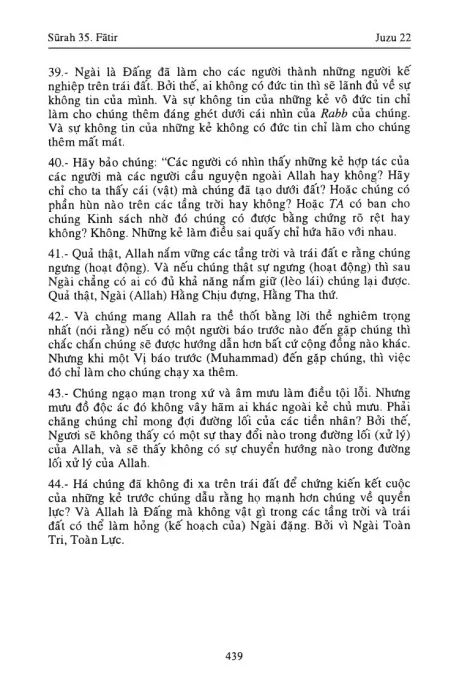 Sūrah 35. Fātir Juzu 22
39.- Ngài là Đấng đã làm cho các người thành những người kế
nghiệp trên trái đất. Bởi thế, ai không có đức tin thì sẽ lãnh đủ về sự
không tin của mình. Và sự không tin của những kẻ vô đức tin chỉ
làm cho chúng thêm đáng ghét dưới cái nhìn của Rabb của chúng.
Và sự không tin của những kẻ không có đức tin chỉ làm cho chúng
thêm mất mát.
40.- Hãy bảo chúng: “Các người có nhìn thấy những kẻ hợp tác của
các người mà các người cầu nguyện ngoài Allah hay không? Hãy
chỉ cho ta thấy cái (vật) mà chúng đã tạo dưới đất? Hoặc chúng có
phần hùn nào trên các tầng trời hay không? Hoặc TA có ban cho
chúng Kinh sách nhờ đó chúng có được bằng chứng rõ rệt hay
không? Không. Những kẻ làm điều sai quấy chỉ hứa hão với nhau.
41.- Quả thật, Allah nắm vững các tầng trời và trái đất e rằng chúng
ngưng (hoạt động). Và nếu chúng thật sự ngưng (hoạt động) thì sau
Ngài chẳng có ai có đủ khả năng nắm giữ (lèo lái) chúng lại được.
Quả thật, Ngài (Allah) Hằng Chịu đựng, Hằng Tha thứ.
42.- Và chúng mang Allah ra thề thốt bằng lời thề nghiêm trọng
nhất (nói rằng) nếu có một người báo trước nào đến gặp chúng thì
chắc chắn chúng sẽ được hướng dẫn hơn bất cứ cộng đồng nào khác.
Nhưng khi một Vị báo trước (Muhammad) đến gặp chúng, thì việc
đó chỉ làm cho chúng chạy xa thêm.
43.- Chúng ngạo mạn trong xứ và âm mưu làm điều tội lỗi. Nhưng
mưu đồ độc ác đó không vây hãm ai khác ngoài kẻ chủ mưu. Phải
chăng chúng chỉ mong đợi đường lối của các tiền nhân? Bởi thế,
Ngươi sẽ không thấy có một sự thay đổi nào trong đường lối (xử lý)
của Allah, và sẽ thấy không có sự chuyển hướng nào trong đường
lối xử lý của Allah.
44.- Há chúng đã không đi xa trên trái đất để chứng kiến kết cuộc
của những kẻ trước chúng dẫu rằng họ mạnh hơn chúng về quyền
lực? Và Allah là Đấng mà không vật gì trong các tầng trời và trái
đất có thể làm hỏng (kế hoạch của) Ngài đặng. Bởi vì Ngài Toàn
Tri, Toàn Lực.
439